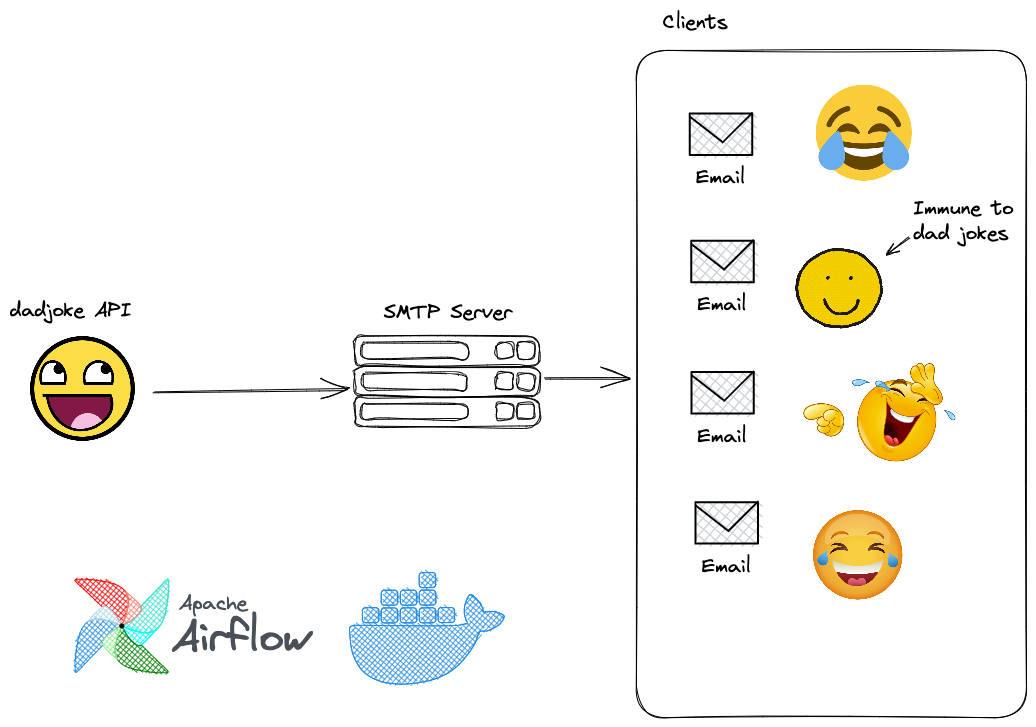 Clients
Email
Immune to
dad jokes
Email
dadjoke API
SMTP Server
Email
Email
Apache
Airflow